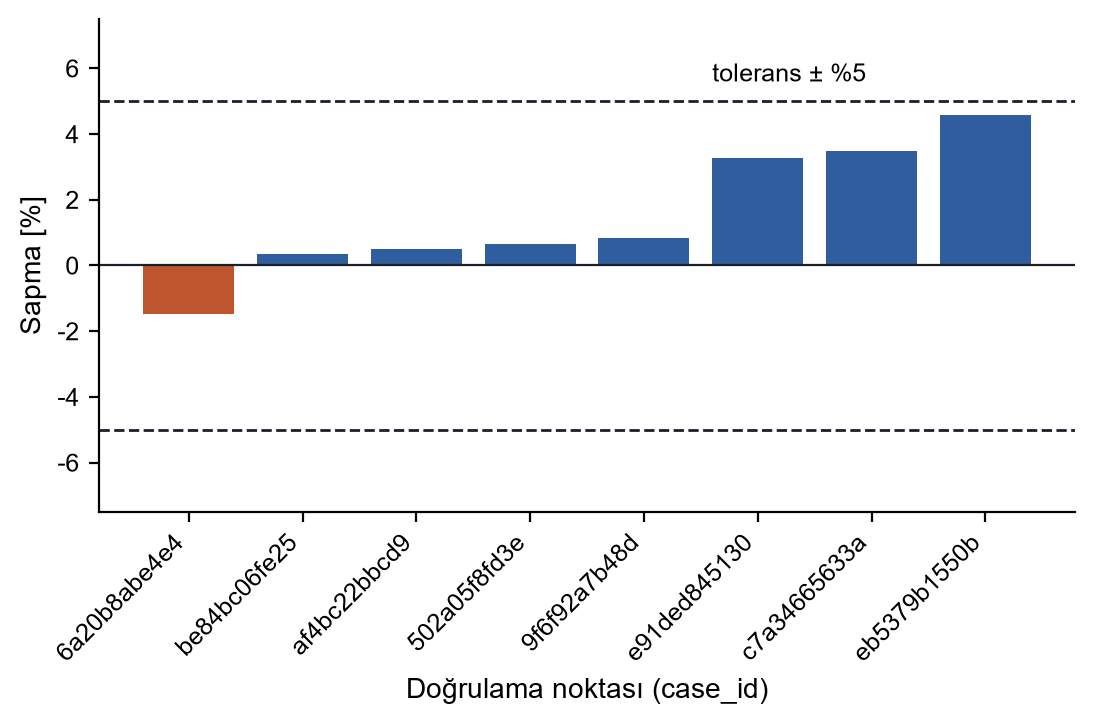 tolerans ± %5
6
4
2
0
-2
-4
-6
Sapma [%]
6a20b8abe4e4
be84bc06fe25
af4bc22bbcd9
502a05f8fd3e
9f6f92a7b48d
e91ded845130
c7a34665633a
eb5379b1550b
Doğrulama noktası (case_id)